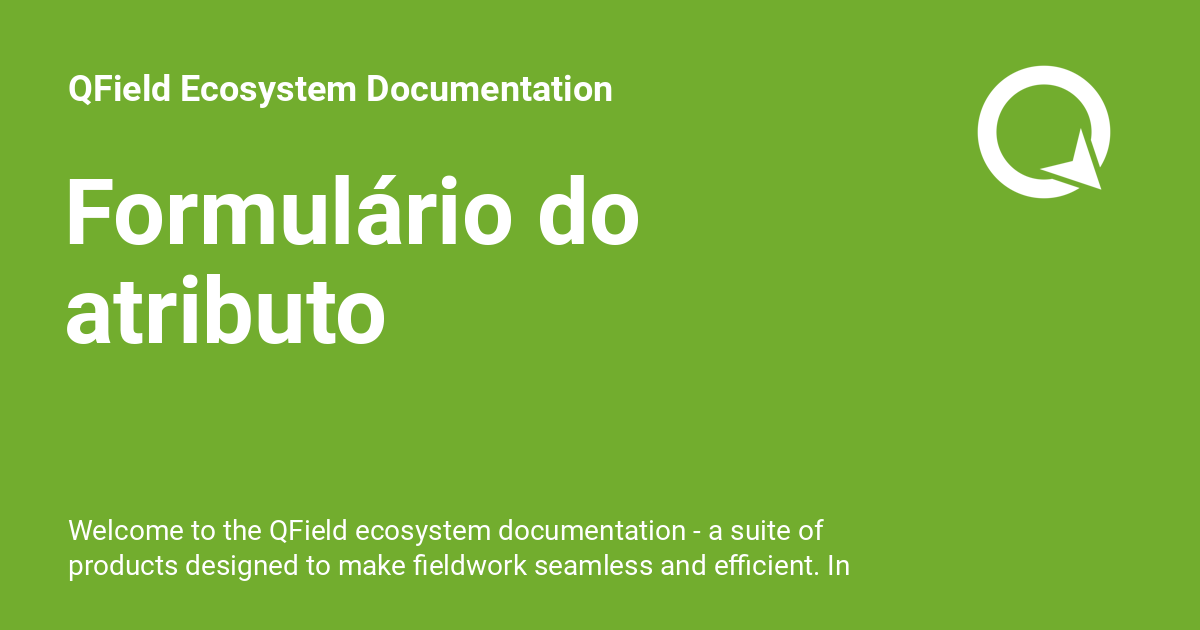 QField Ecosystem Documentation
Formulário do
atributo
Welcome to the QField ecosystem documentation - a suite of
products designed to make fieldwork seamless and efficient. In